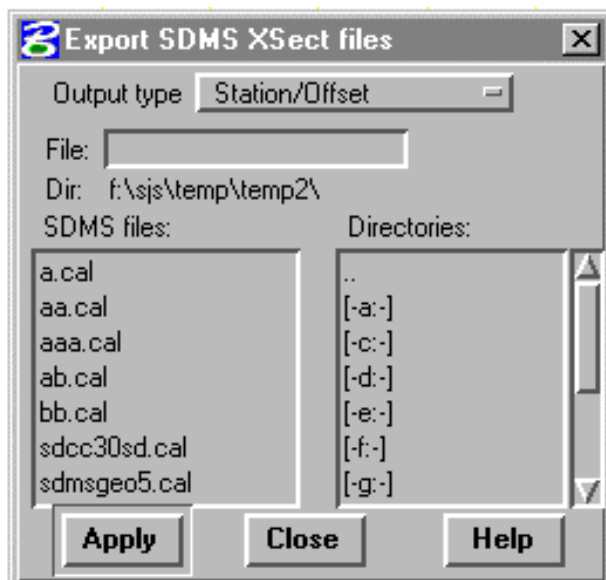 Export SDMS XSect files
Output type Station/Offset
File:
Dir: f:\sjs\temp\temp2\
SDMS files: Directories:
a.cal ..
aa.cal [-a:-]
aaa.cal [-c:-]
ab.cal [-d:-]
bb.cal [-e:-]
sdcc30sd.cal [-f:-]
sdmsgeo5.cal [-g:-]
Apply Close Help